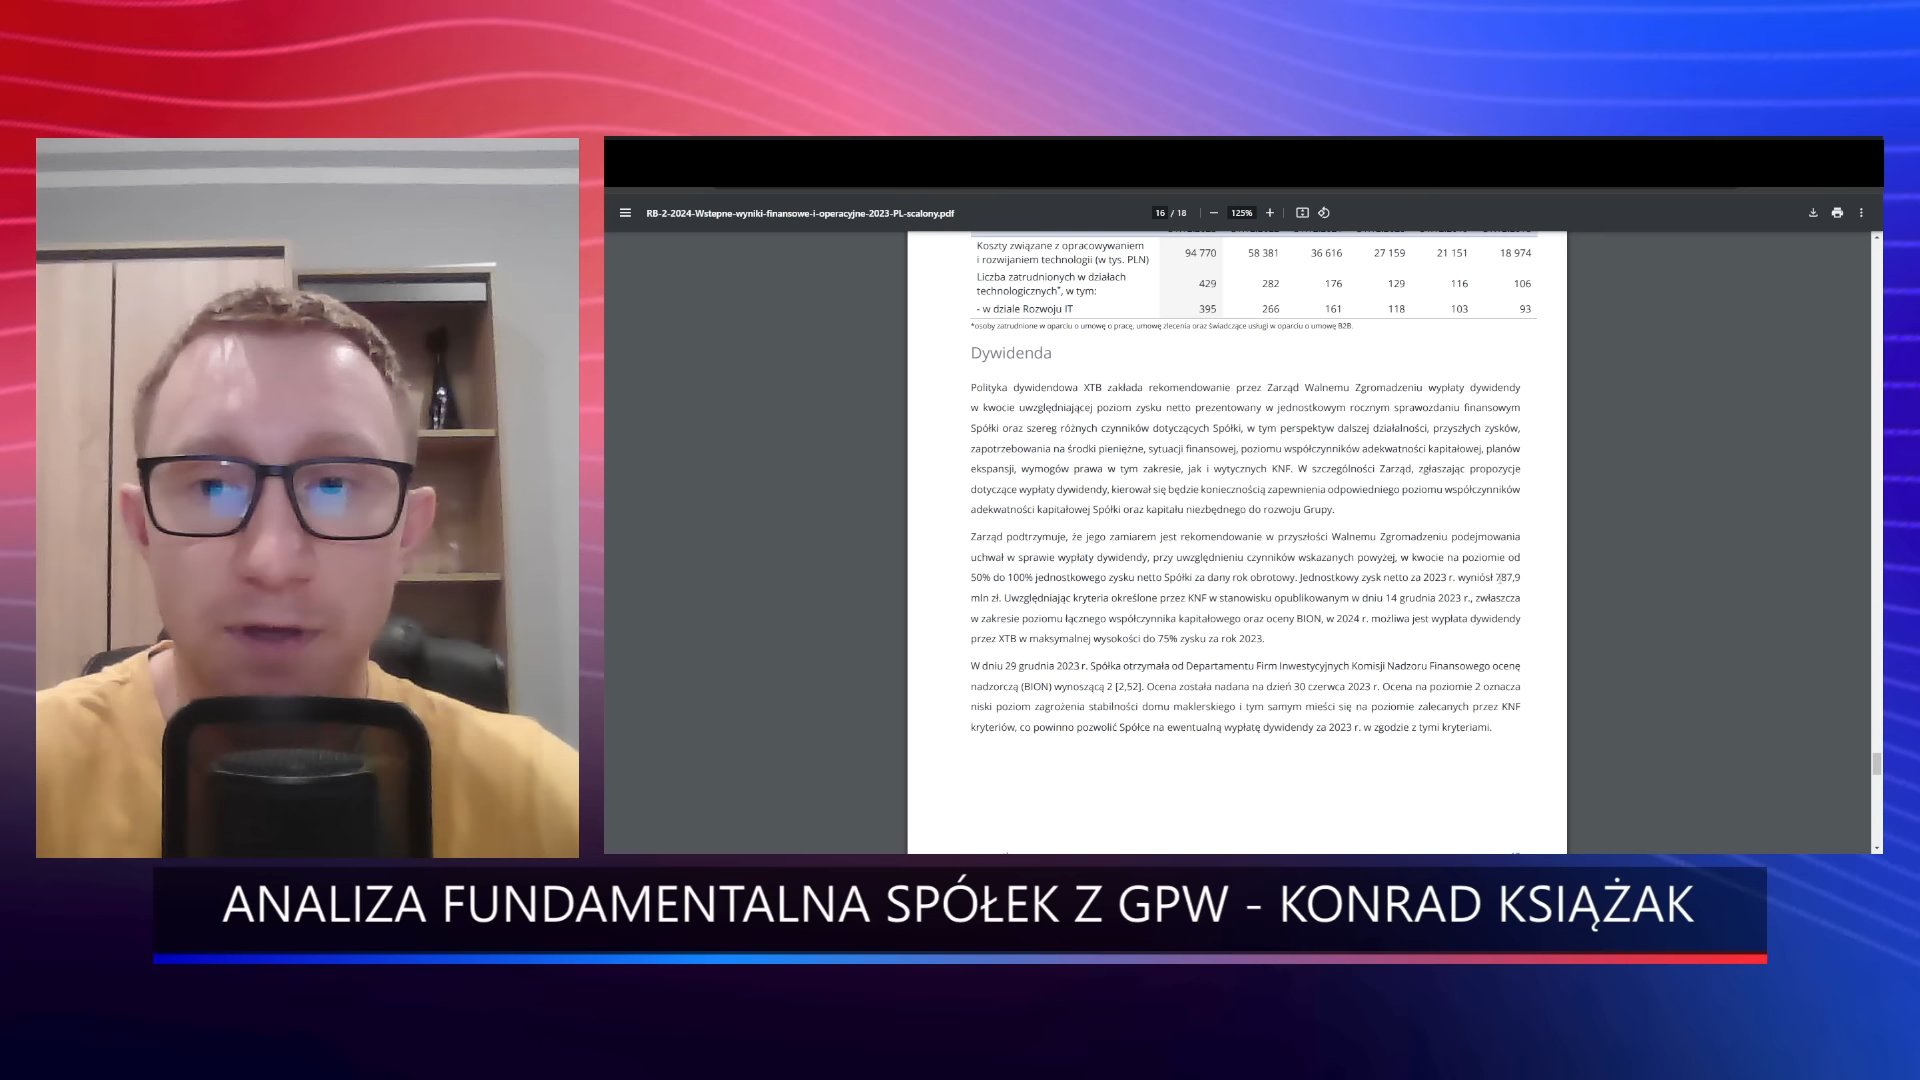 RB-2-2024-Wstepne-wyniki-finansowe-i-operacyjne-2023-PL-scalony.pdf
16 / 18
125%
Koszty związane z opracowywaniem
i rozwijaniem technologii (w tys. PLN) 94 770 58 381 36 616 27 159 21 151 18 974
Liczba zatrudnionych w działach
technologicznych*, w tym: 429 282 176 129 116 106
- w dziale Rozwoju IT 395 266 161 118 103 93
*osoby zatrudnione w oparciu o umowę o pracę, umowę zlecenia oraz świadczące usługi w oparciu o umowę B2B.
Dywidenda
Polityka dywidendowa XTB zakłada rekomendowanie przez Zarząd Walnemu Zgromadzeniu wypłaty dywidendy
w kwocie uwzględniającej poziom zysku netto prezentowany w jednostkowym rocznym sprawozdaniu finansowym
Spółki oraz szereg różnych czynników dotyczących Spółki, w tym perspektyw dalszej działalności, przyszłych zysków,
zapotrzebowania na środki pieniężne, sytuacji finansowej, poziomu współczynników adekwatności kapitałowej, planów
ekspansji, wymogów prawa w tym zakresie, jak i wytycznych KNF. W szczególności Zarząd, zgłaszając propozycje
dotyczące wypłaty dywidendy, kierował się będzie koniecznością zapewnienia odpowiedniego poziomu współczynników
adekwatności kapitałowej Spółki oraz kapitału niezbędnego do rozwoju Grupy.
Zarząd podtrzymuje, że jego zamiarem jest rekomendowanie w przyszłości Walnemu Zgromadzeniu podejmowania
uchwał w sprawie wypłaty dywidendy, przy uwzględnieniu czynników wskazanych powyżej, w kwocie na poziomie od
50% do 100% jednostkowego zysku netto Spółki za dany rok obrotowy. Jednostkowy zysk netto za 2023 r. wyniósł 787,9
mln zł. Uwzględniając kryteria określone przez KNF w stanowisku opublikowanym w dniu 14 grudnia 2023 r., zwłaszcza
w zakresie poziomu łącznego współczynnika kapitałowego oraz oceny BION, w 2024 r. możliwa jest wypłata dywidendy
przez XTB w maksymalnej wysokości do 75% zysku za rok 2023.
W dniu 29 grudnia 2023 r. Spółka otrzymała od Departamentu Firm Inwestycyjnych Komisji Nadzoru Finansowego ocenę
nadzorczą (BION) wynoszącą 2 [2,52]. Ocena została nadana na dzień 30 czerwca 2023 r. Ocena na poziomie 2 oznacza
niski poziom zagrożenia stabilności domu maklerskiego i tym samym mieści się na poziomie zalecanych przez KNF
kryteriów, co powinno pozwolić Spółce na ewentualną wypłatę dywidendy za 2023 r. w zgodzie z tymi kryteriami.
ANALIZA FUNDAMENTALNA SPÓŁEK Z GPW - KONRAD KSIĄŻAK